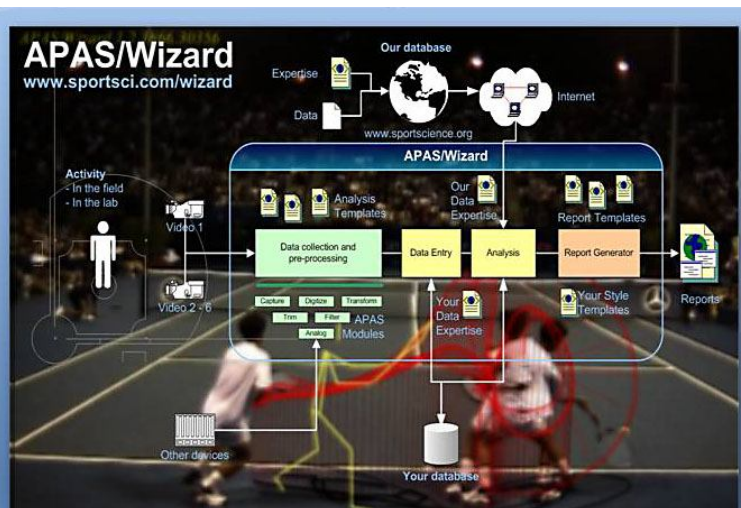 APAS/Wizard
www.sportsci.com/wizard
Our database
Expertise
Data
Internet
www.sportscience.org
APAS/Wizard
Activity
- In the field
- In the lab
Video 1
Video 2 - 6
Analysis
Templates
Our
Data
Expertise
Report Templates
Data collection and
pre-processing
Data Entry
Analysis
Report Generator
Reports
Capture
Digitize
Transform
Trim
Filter
Analog
APAS
Modules
Your
Data
Expertise
Your Style
Templates
Other devices
Your database